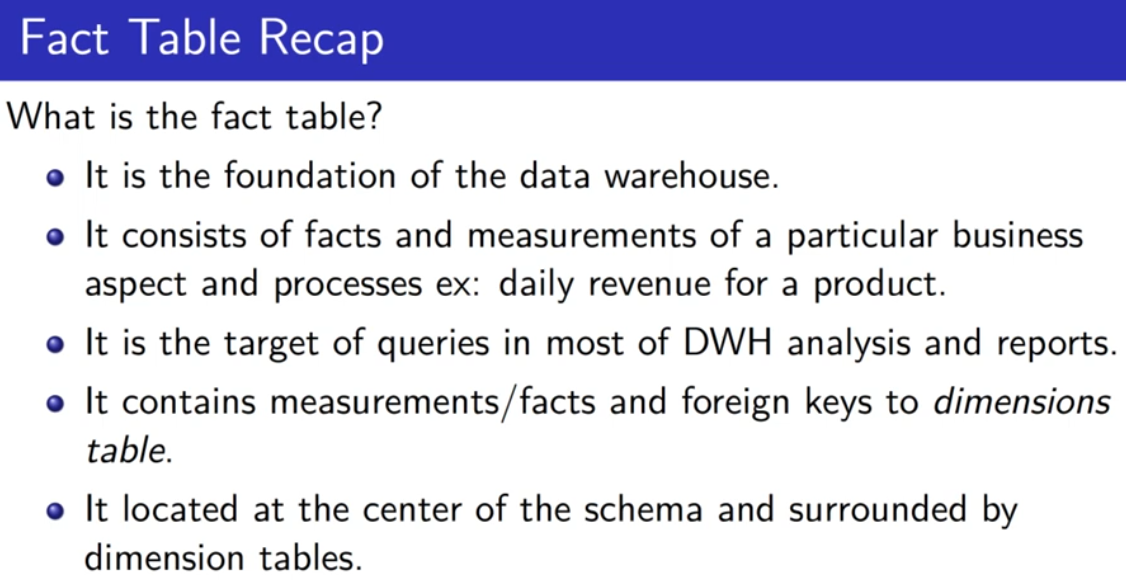 Fact Table Recap
What is the fact table?
It is the foundation of the data warehouse.
It consists of facts and measurements of a particular business
aspect and processes ex: daily revenue for a product.
It is the target of queries in most of DWH analysis and reports.
It contains measurements/facts and foreign keys to dimensions
table.
It located at the center of the schema and surrounded by
dimension tables.